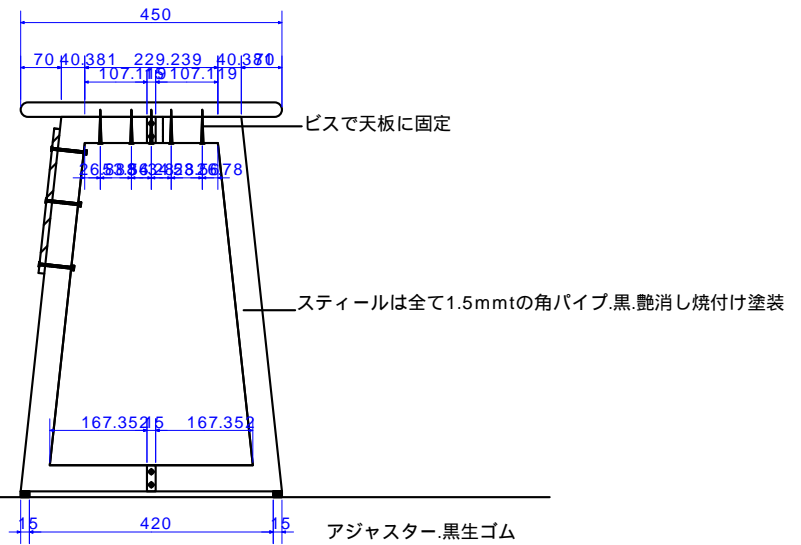 450
70 40.381 229.239 40.381 70
107.119 107.119
ビスで天板に固定
スティールは全て1.5mmtの角パイプ.黒.艶消し焼付け塗装
167.352 15 167.352
15 420 15
アジャスター.黒生ゴム